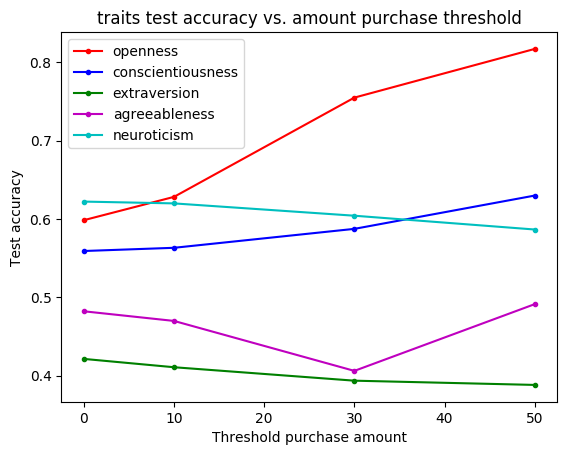 traits test accuracy vs. amount purchase threshold
openness
conscientiousness
extraversion
agreeableness
neuroticism
Test accuracy
0.8
0.7
0.6
0.5
0.4
0 10 20 30 40 50
Threshold purchase amount